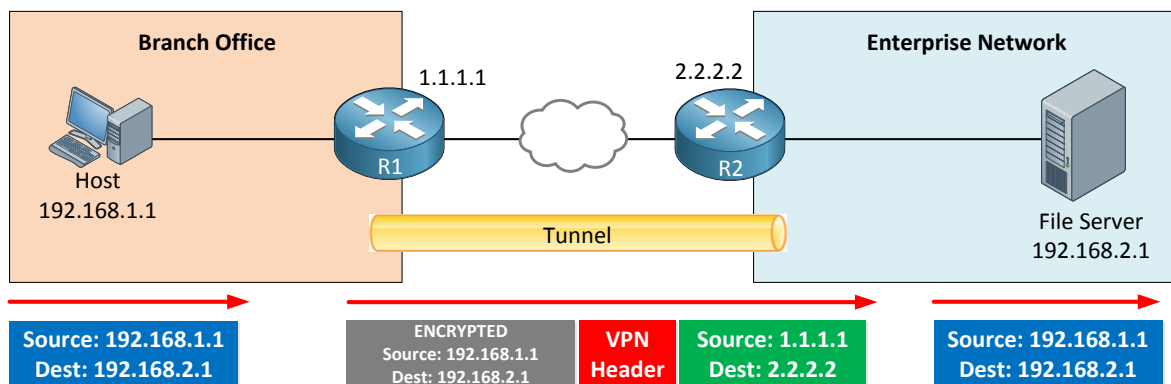 Branch Office
Enterprise Network
1.1.1.1
2.2.2.2
R1
R2
Host
192.168.1.1
File Server
192.168.2.1
Tunnel
Source: 192.168.1.1
Dest: 192.168.2.1
ENCRYPTED
Source: 192.168.1.1
Dest: 192.168.2.1
VPN
Header
Source: 1.1.1.1
Dest: 2.2.2.2
Source: 192.168.1.1
Dest: 192.168.2.1